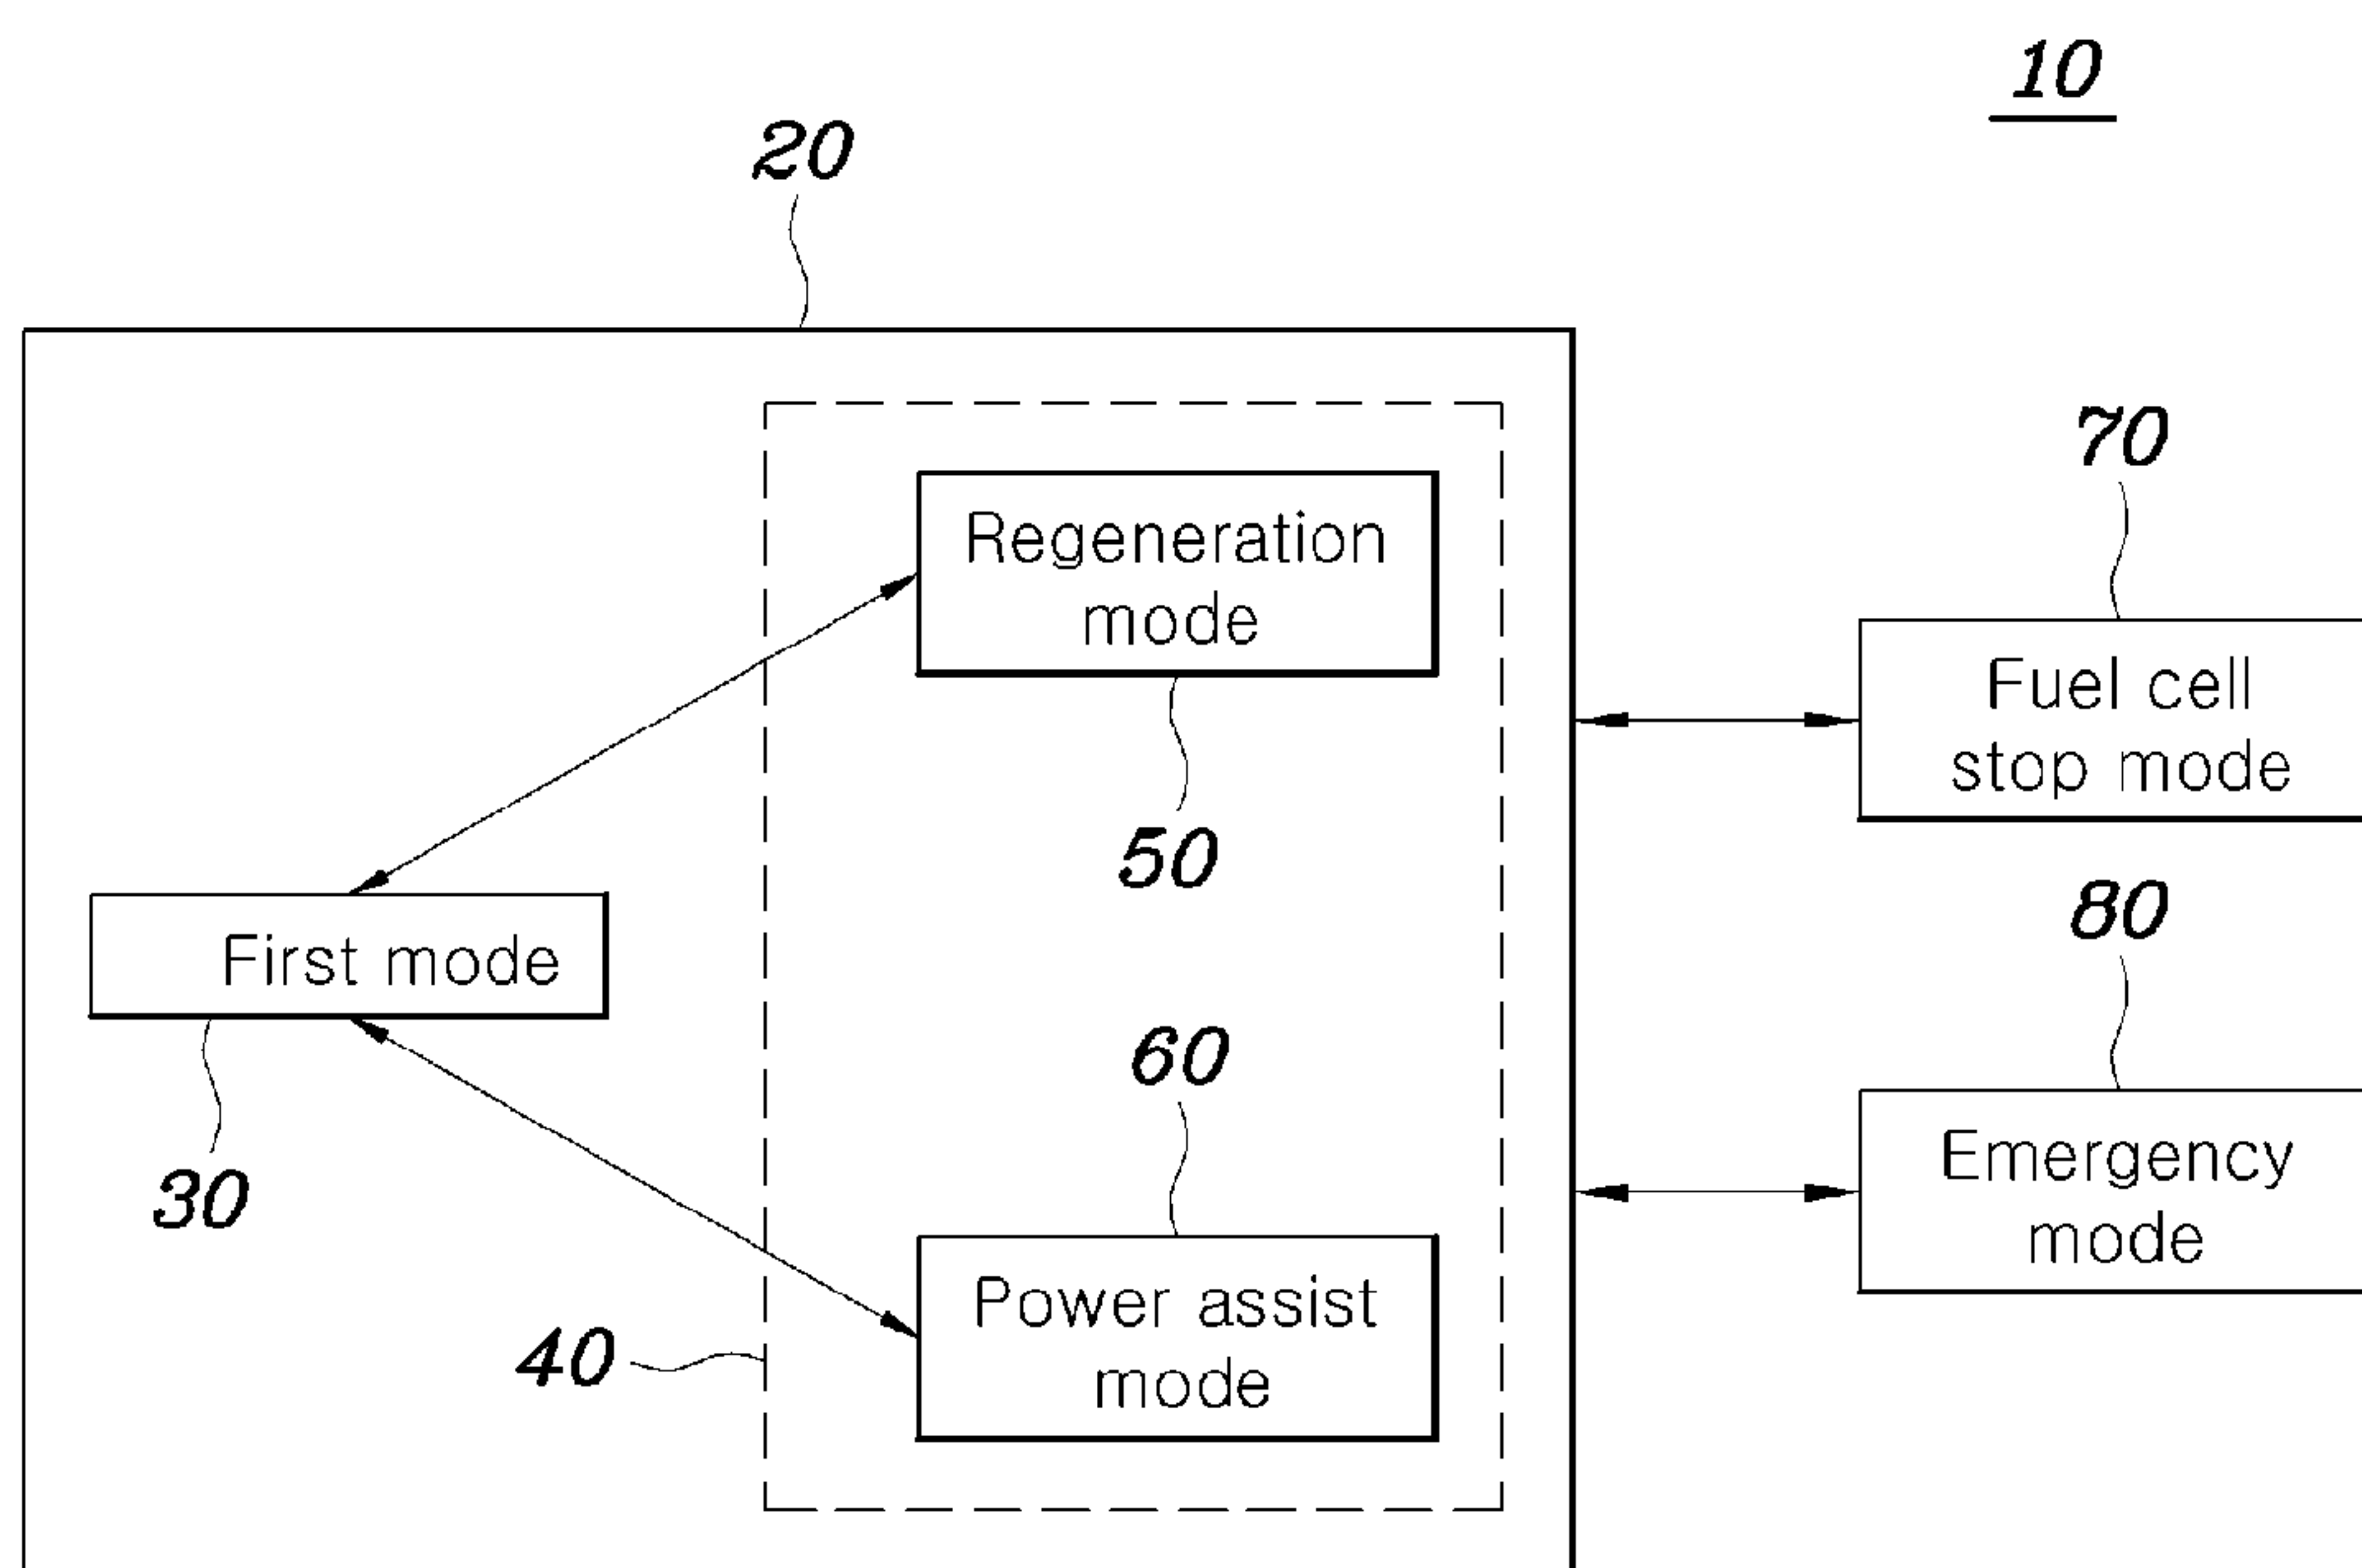 10
20
70
Regeneration
mode
50
Fuel cell
stop mode
80
First mode
30
60
Emergency
mode
Power assist
mode
40